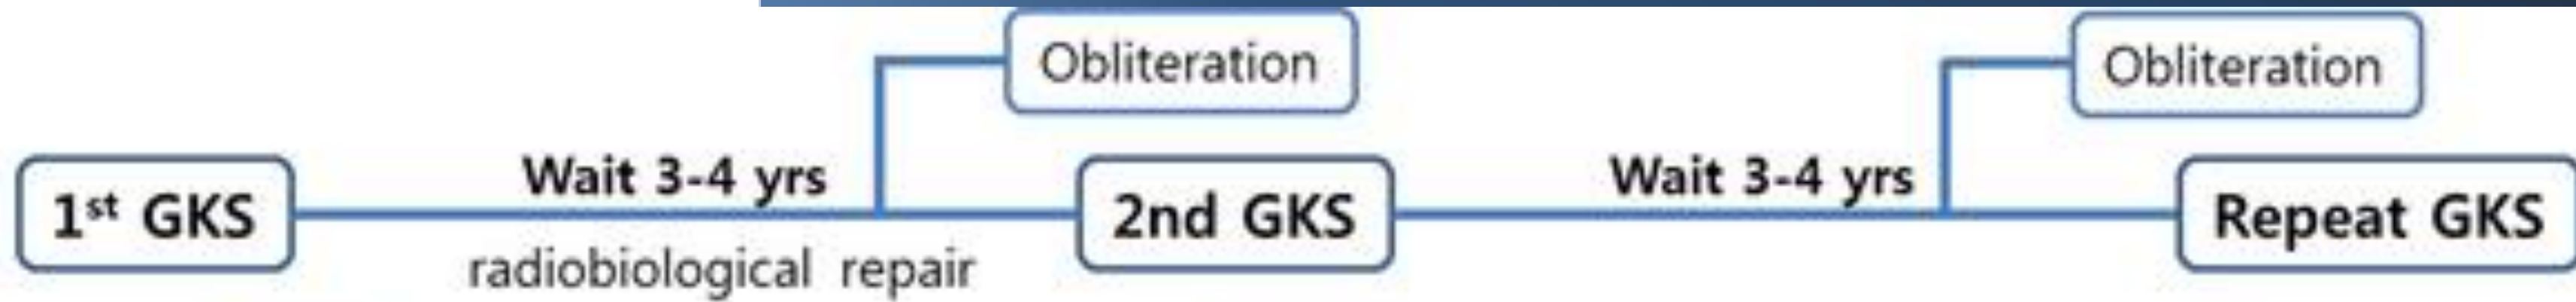 Obliteration
Obliteration
Wait 3-4 yrs
Wait 3-4 yrs
1st GKS
2nd GKS
Repeat GKS
radiobiological repair